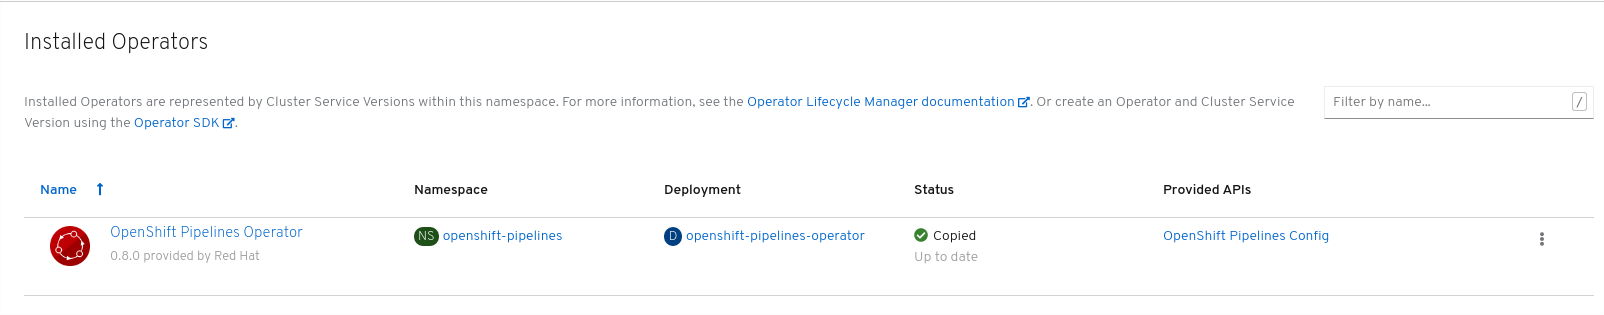 Installed Operators
Installed Operators are represented by Cluster Service Versions within this namespace. For more information, see the Operator Lifecycle Manager documentation. Or create an Operator and Cluster Service
Version using the Operator SDK.
Filter by name...
/
Name Namespace Deployment Status Provided APIs
OpenShift Pipelines Operator NS openshift-pipelines D openshift-pipelines-operator Copied OpenShift Pipelines Config
0.8.0 provided by Red Hat Up to date